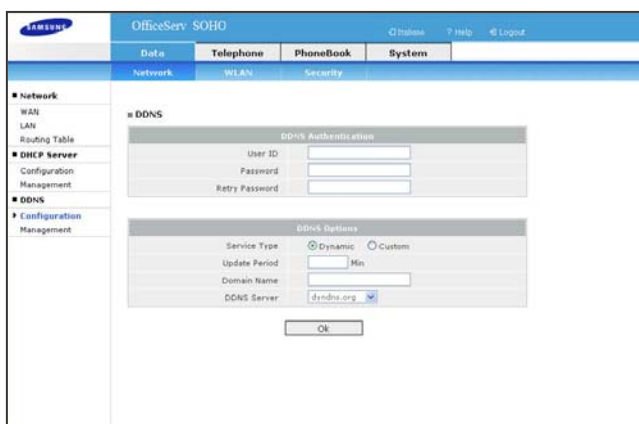 SAMSUNG
OfficeServ SOHO
Help
Logout
Data Telephone PhoneBook System
Network WLAN Security
Network
WAN
LAN
Routing Table
DHCP Server
Configuration
Management
DDNS
Configuration
Management
DDNS
DDNS Authentication
User ID
Password
Retry Password
DDNS Options
Service Type Dynamic Custom
Update Period Min
Domain Name
DDNS Server dyndns.org
Ok